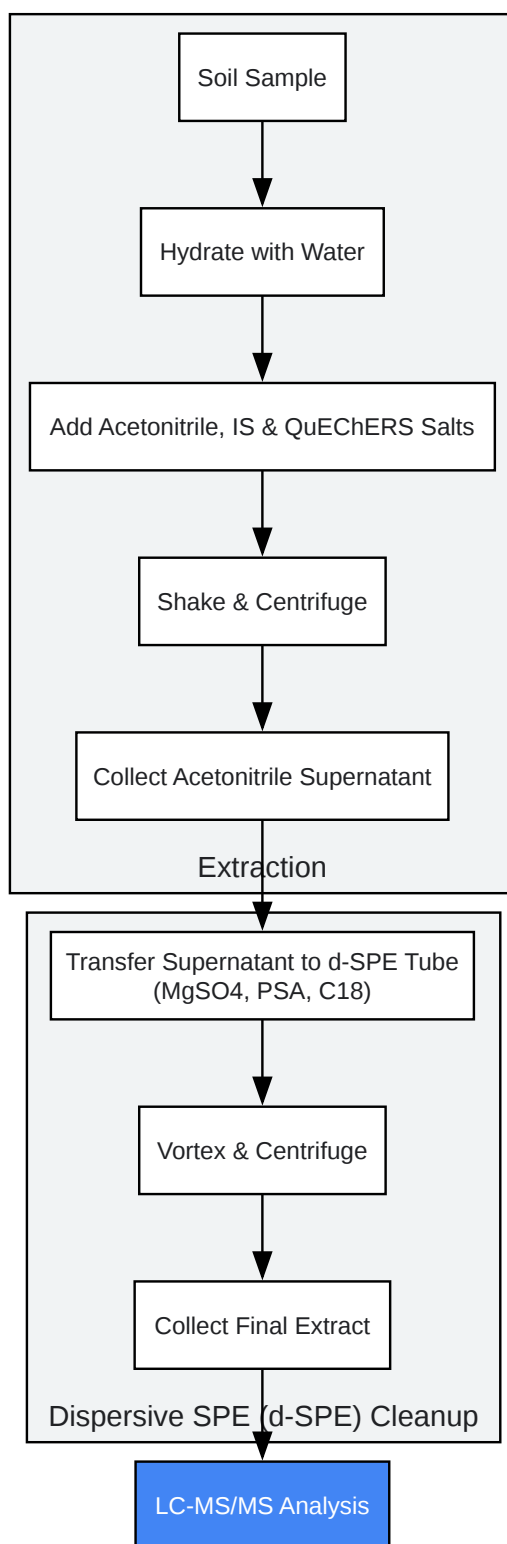 Soil Sample
Hydrate with Water
Add Acetonitrile, IS & QuEChERS Salts
Shake & Centrifuge
Collect Acetonitrile Supernatant
Extraction
Transfer Supernatant to d-SPE Tube
(MgSO4, PSA, C18)
Vortex & Centrifuge
Collect Final Extract
Dispersive SPE (d-SPE) Cleanup
LC-MS/MS Analysis